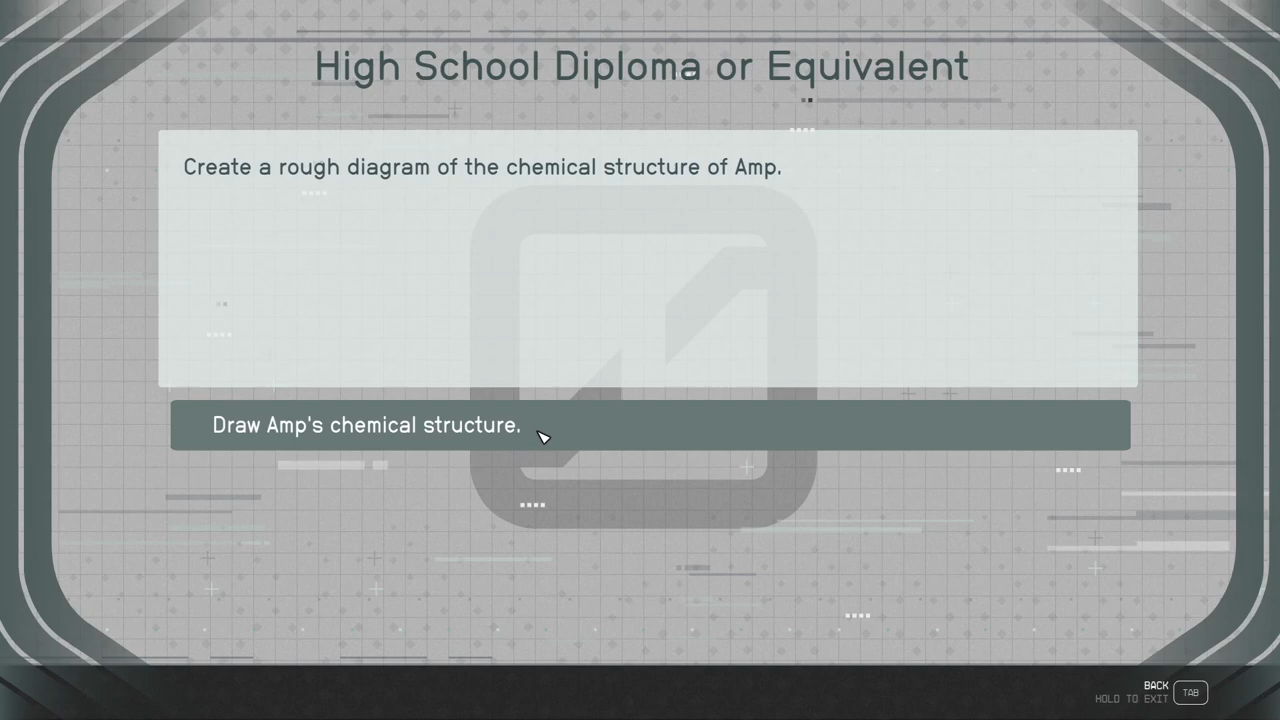 High School Diploma or Equivalent
Create a rough diagram of the chemical structure of Amp.
Draw Amp's chemical structure.
BACK
HOLD TO EXIT
TAB